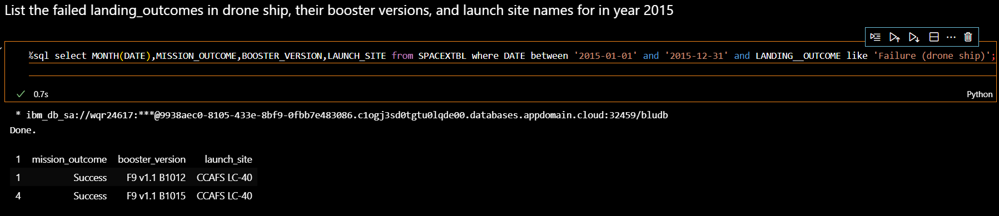 List the failed landing_outcomes in drone ship, their booster versions, and launch site names for in year 2015
%sql select MONTH(DATE),MISSION_OUTCOME,BOOSTER_VERSION,LAUNCH_SITE from SPACEXTBL where DATE between '2015-01-01' and '2015-12-31' and LANDING__OUTCOME like 'Failure (drone ship)';
0.7s
Python
* ibm_db_sa://wqr24617:***@9938aec0-8105-433e-8bf9-0fbb7e483086.c1ogj3sd0tgtu0lqde00.databases.appdomain.cloud:32459/bludb
Done.
1 mission_outcome booster_version launch_site
1 Success F9 v1.1 B1012 CCAFS LC-40
4 Success F9 v1.1 B1015 CCAFS LC-40